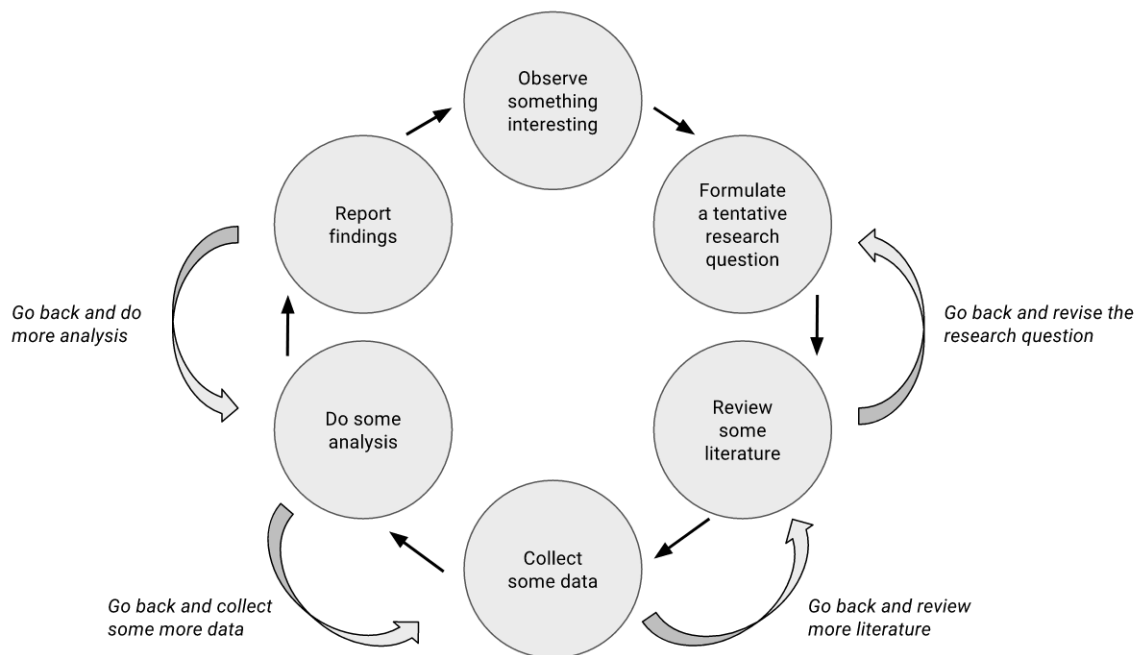 Observe
something
interesting
Formulate
a tentative
research
question
Go back and revise the
research question
Review
some
literature
Go back and review
more literature
Collect
some data
Go back and collect
some more data
Do some
analysis
Go back and do
more analysis
Report
findings